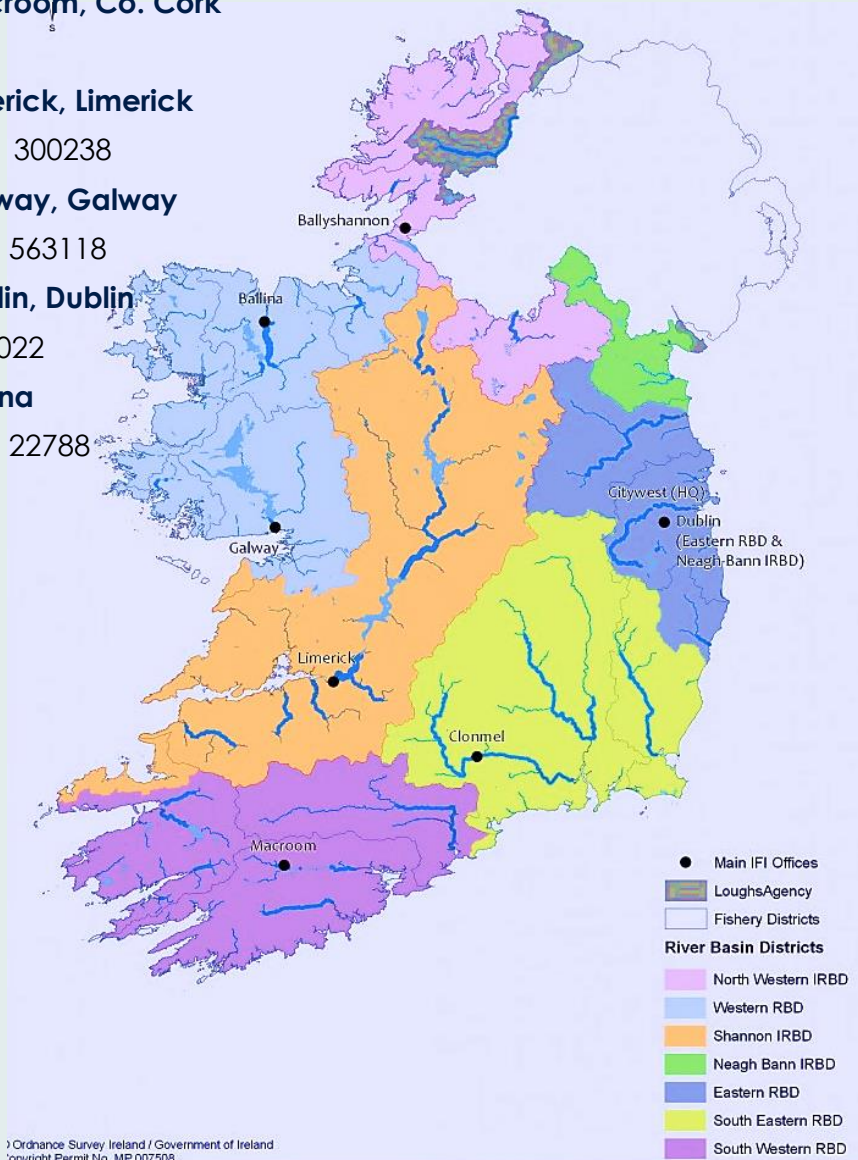 croom, Co. Cork
S
erick, Limerick
300238
way, Galway
563118
lin, Dublin
022
na
22788
Ballyshannon
Ballina
Citywest (HQ)
Dublin
(Eastern RBD &
Neagh-Bann IRBD)
Galway
Limerick
Clonmel
Macroom
Main IFI Offices
LoughsAgency
Fishery Districts
River Basin Districts
North Western IRBD
Western RBD
Shannon IRBD
Neagh Bann IRBD
Eastern RBD
South Eastern RBD
South Western RBD
Ordnance Survey Ireland / Government of Ireland
Copyright Permit No. MP 007508